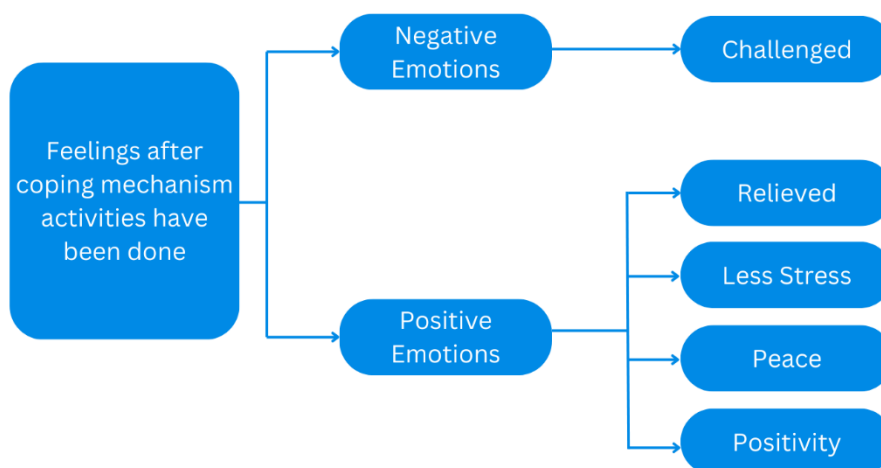 Feelings after
coping mechanism
activities have
been done
Negative
Emotions
Challenged
Positive
Emotions
Relieved
Less Stress
Peace
Positivity